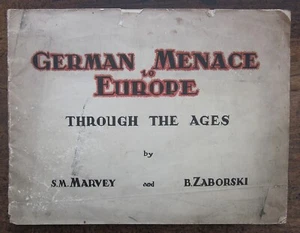 GERMAN MENACE
to
EUROPE
THROUGH THE AGES
by
S.M. MARVEY and B. ZABORSKI